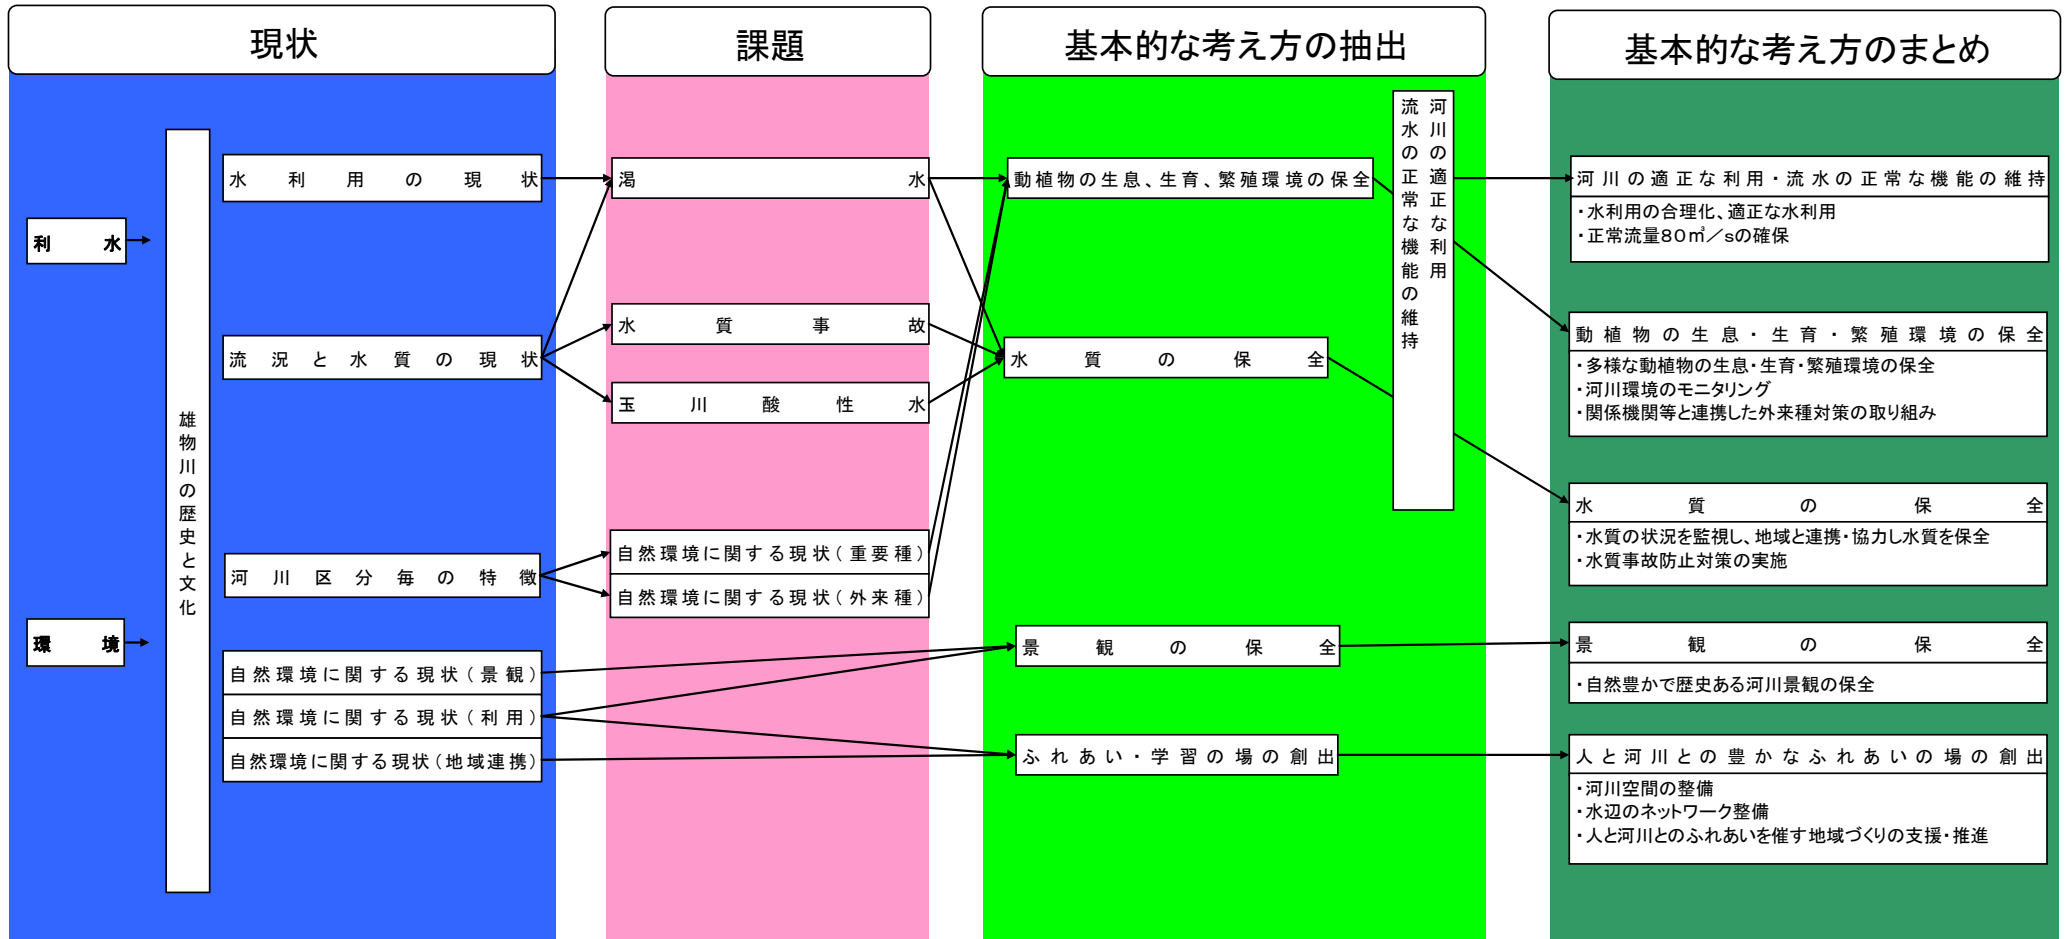 現状
課題
基本的な考え方の抽出
基本的な考え方のまとめ
利水
環境
雄物川の歴史と文化
水利用の現状
流況と水質の現状
河川区分毎の特徴
自然環境に関する現状(景観)
自然環境に関する現状(利用)
自然環境に関する現状(地域連携)
渇水
水質事故
玉川酸性水
自然環境に関する現状(重要種)
自然環境に関する現状(外来種)
動植物の生息、生育、繁殖環境の保全
水質の保全
景観の保全
ふれあい・学習の場の創出
河川の適正な利用
流水の正常な機能の維持
河川の適正な利用・流水の正常な機能の維持
・水利用の合理化、適正な水利用
・正常流量80㎥/sの確保
動植物の生息・生育・繁殖環境の保全
・多様な動植物の生息・生育・繁殖環境の保全
・河川環境のモニタリング
・関係機関等と連携した外来種対策の取り組み
水質の保全
・水質の状況を監視し、地域と連携・協力し水質を保全
・水質事故防止対策の実施
景観の保全
・自然豊かで歴史ある河川景観の保全
人と河川との豊かなふれあいの場の創出
・河川空間の整備
・水辺のネットワーク整備
・人と河川とのふれあいを催す地域づくりの支援・推進